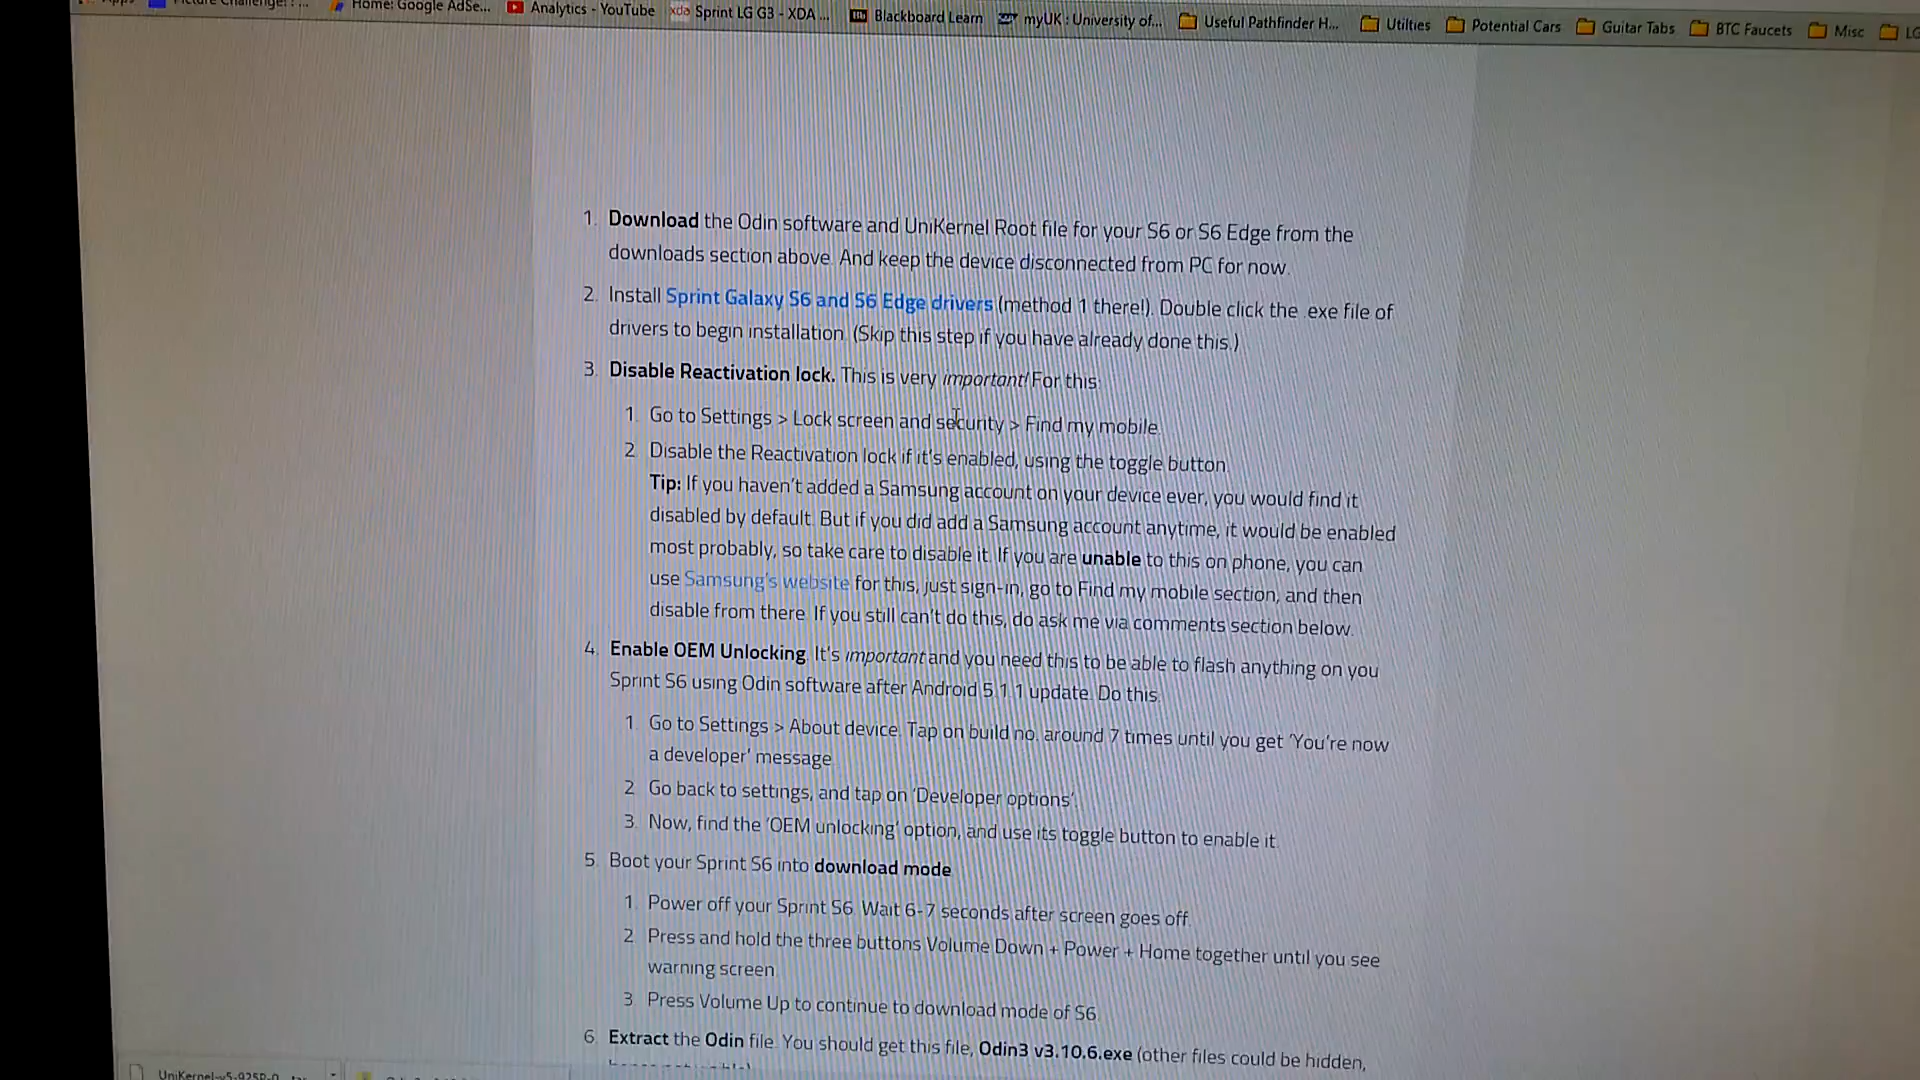 Home: Google AdSe...
Analytics - YouTube
xda Sprint LG G3 - XDA ...
Blackboard Learn
myUK : University of...
Useful Pathfinder H...
Utilties
Potential Cars
Guitar Tabs
BTC Faucets
Misc
1. Download the Odin software and UniKernel Root file for your S6 or S6 Edge from the
downloads section above. And keep the device disconnected from PC for now.
2. Install Sprint Galaxy S6 and S6 Edge drivers (method 1 there!). Double click the .exe file of
drivers to begin installation. (Skip this step if you have already done this.)
3. Disable Reactivation lock. This is very important! For this:
1. Go to Settings > Lock screen and security > Find my mobile.
2. Disable the Reactivation lock if it's enabled, using the toggle button.
Tip: If you haven't added a Samsung account on your device ever, you would find it
disabled by default. But if you did add a Samsung account anytime, it would be enabled
most probably, so take care to disable it. If you are unable to this on phone, you can
use Samsung's website for this, just sign-in, go to Find my mobile section, and then
disable from there. If you still can't do this, do ask me via comments section below.
4. Enable OEM Unlocking. It's important and you need this to be able to flash anything on you
Sprint S6 using Odin software after Android 5.1.1 update. Do this:
1. Go to Settings > About device. Tap on build no. around 7 times until you get 'You're now
a developer' message.
2. Go back to settings, and tap on 'Developer options'.
3. Now, find the 'OEM unlocking' option, and use its toggle button to enable it.
5. Boot your Sprint S6 into download mode
1. Power off your Sprint S6. Wait 6-7 seconds after screen goes off.
2. Press and hold the three buttons Volume Down + Power + Home together until you see
warning screen.
3. Press Volume Up to continue to download mode of S6.
6. Extract the Odin file. You should get this file, Odin3 v3.10.6.exe (other files could be hidden,